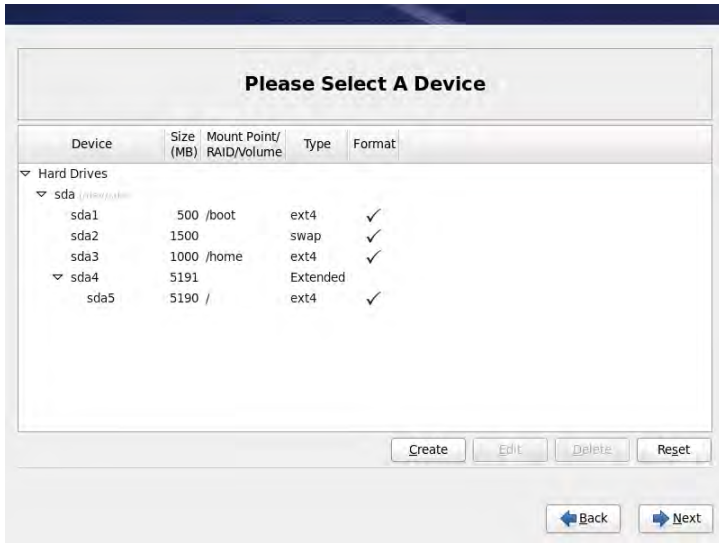 Please Select A Device
Device Size (MB) Mount Point/ RAID/Volume Type Format
Hard Drives
sda
sda1 500 /boot ext4 ✓
sda2 1500 swap ✓
sda3 1000 /home ext4 ✓
sda4 5191 Extended
sda5 5190 / ext4 ✓
Create Edit Delete Reset
Back Next